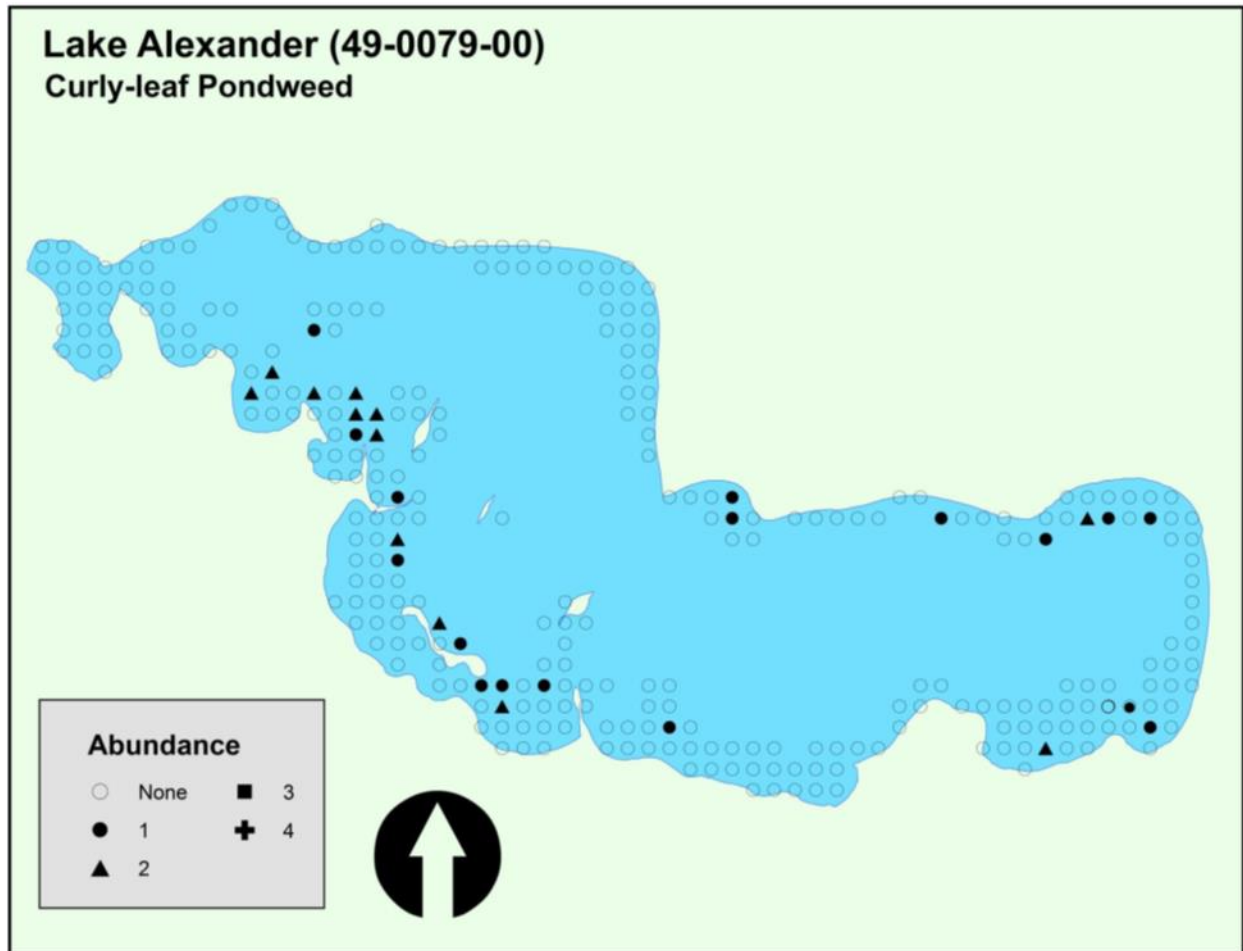 Lake Alexander (49-0079-00)
Curly-leaf Pondweed
Abundance
None
3
1
4
2